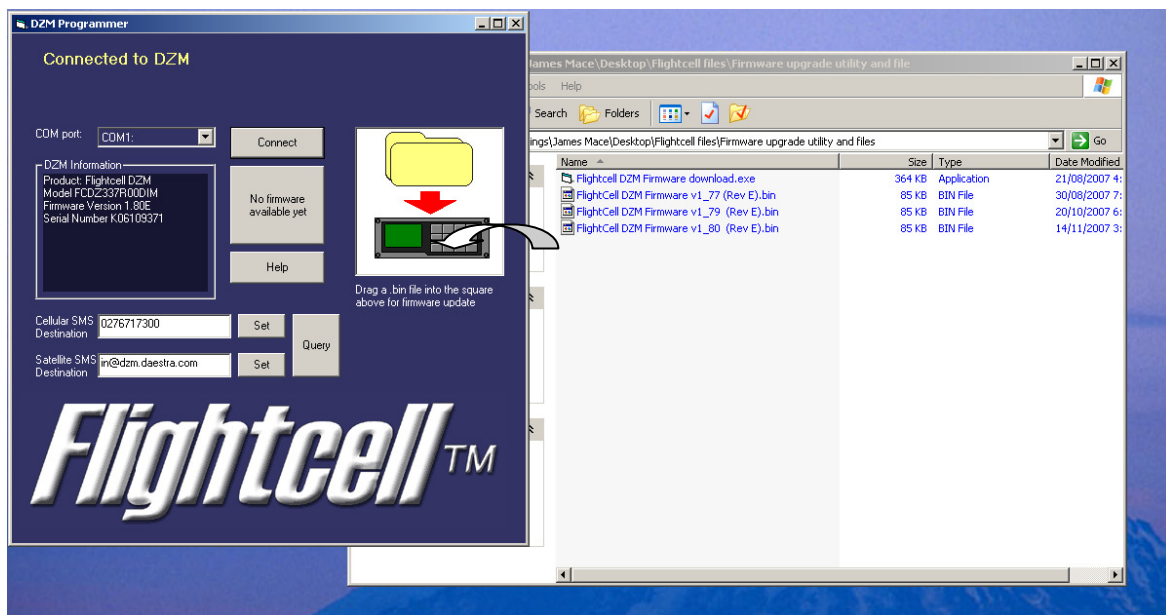 DZM Programmer
Connected to DZM
COM port:
COM1:
Connect
DZM Information
Product: Flightcell DZM
Model FCDZ337R00DIM
Firmware Version 1.80E
Serial Number K06109371
No firmware
available yet
Help
Drag a .bin file into the square
above for firmware update
Cellular SMS
Destination
0276717300
Set
Query
Satellite SMS
Destination
in@dzm.daestra.com
Set
Flightcell TM
James Mace\Desktop\Flightcell files\Firmware upgrade utility and file
ools Help
Search Folders
ings\James Mace\Desktop\Flightcell files\Firmware upgrade utility and files
Go
Name Size Type Date Modified
Flightcell DZM Firmware download.exe 364 KB Application 21/08/2007 4:
FlightCell DZM Firmware v1_77 (Rev E).bin 85 KB BIN File 30/08/2007 7:
FlightCell DZM Firmware v1_79 (Rev E).bin 85 KB BIN File 20/10/2007 6:
FlightCell DZM Firmware v1_80 (Rev E).bin 85 KB BIN File 14/11/2007 3: